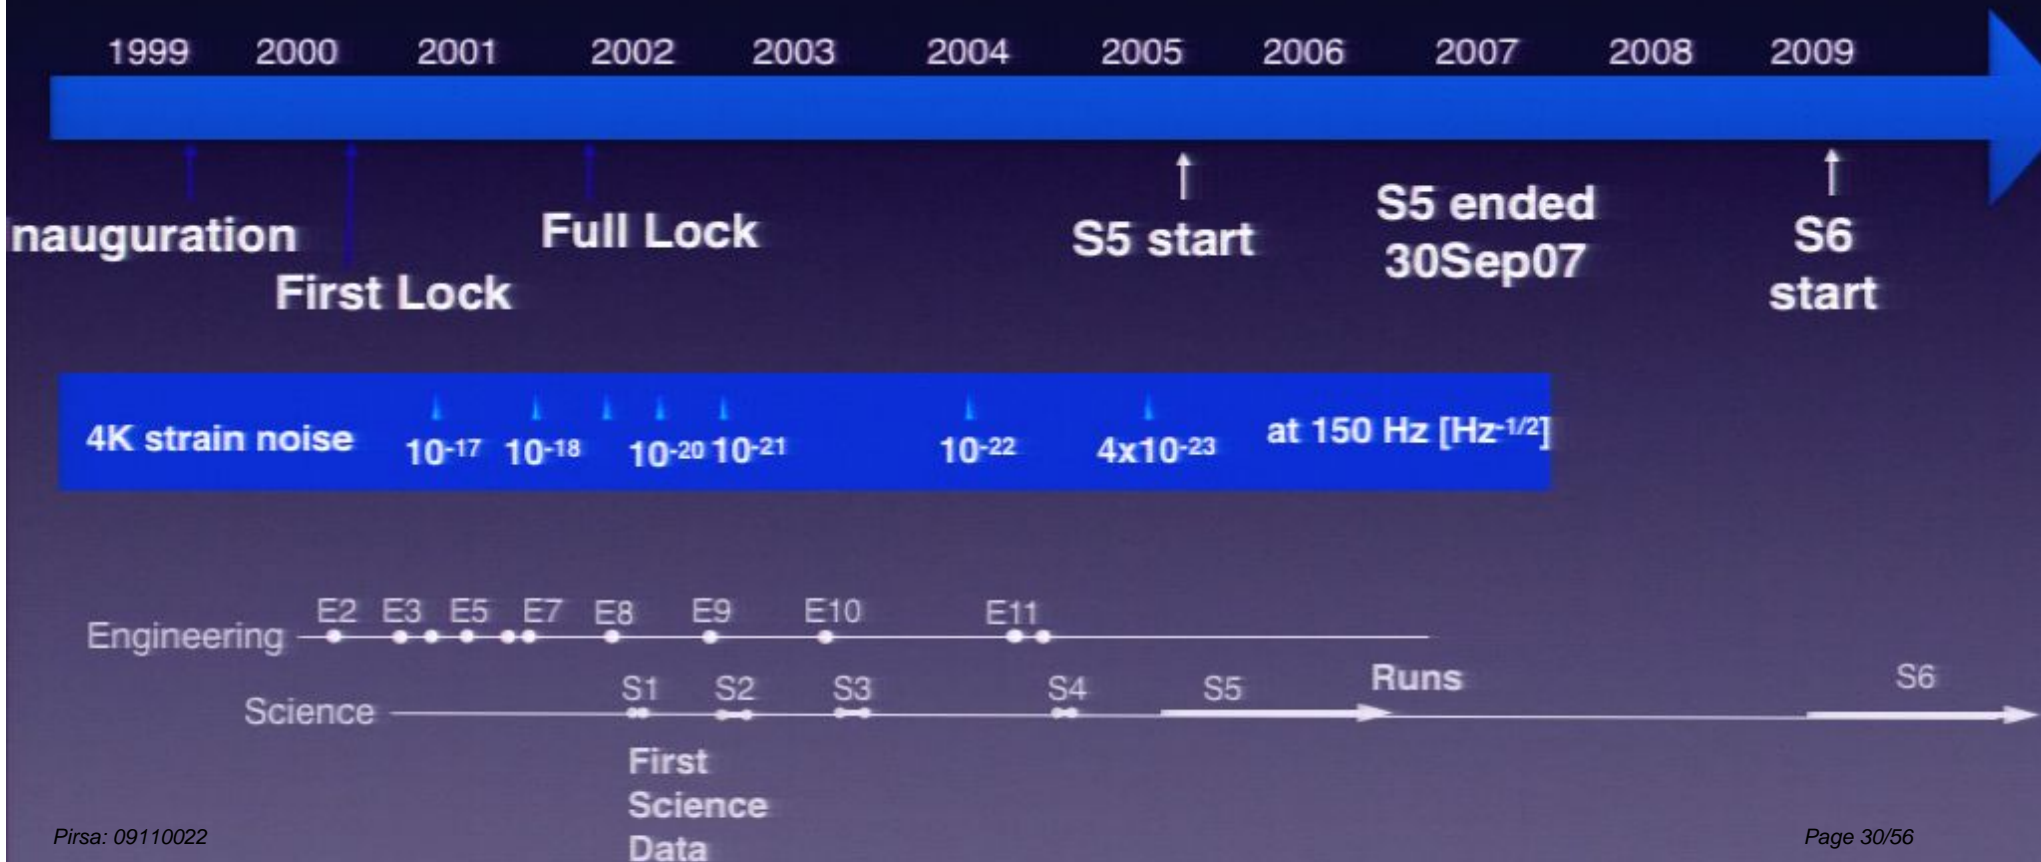 1999 2000 2001 2002 2003 2004 2005 2006 2007 2008 2009
nauguration
First Lock
Full Lock
S5 start
S5 ended
30Sep07
S6
start
4K strain noise 10-17 10-18 10-20 10-21 10-22 4x10-23 at 150 Hz [Hz-1/2]
E2 E3 E5 E7 E8 E9 E10 E11
Engineering
Runs
S1 S2 S3 S4 S5 S6
Science
First
Science
Data
Pirsa: 09110022
Page 30/56